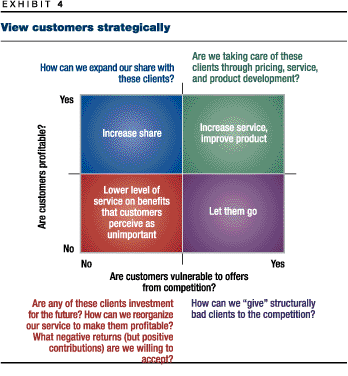 EXHIBIT 4
View customers strategically
How can we expand our share with
these clients?
Are we taking care of these
clients through pricing, service,
and product development?
Yes
Are customers profitable?
No
Increase share
Increase service,
improve product
Lower level of
service on benefits
that customers
perceive as
unimportant
Let them go
No
Yes
Are customers vulnerable to offers
from competition?
Are any of these clients investment
for the future? How can we reorganize
our service to make them profitable?
What negative returns (but positive
contributions) are we willing to
accept?
How can we “give” structurally
bad clients to the competition?